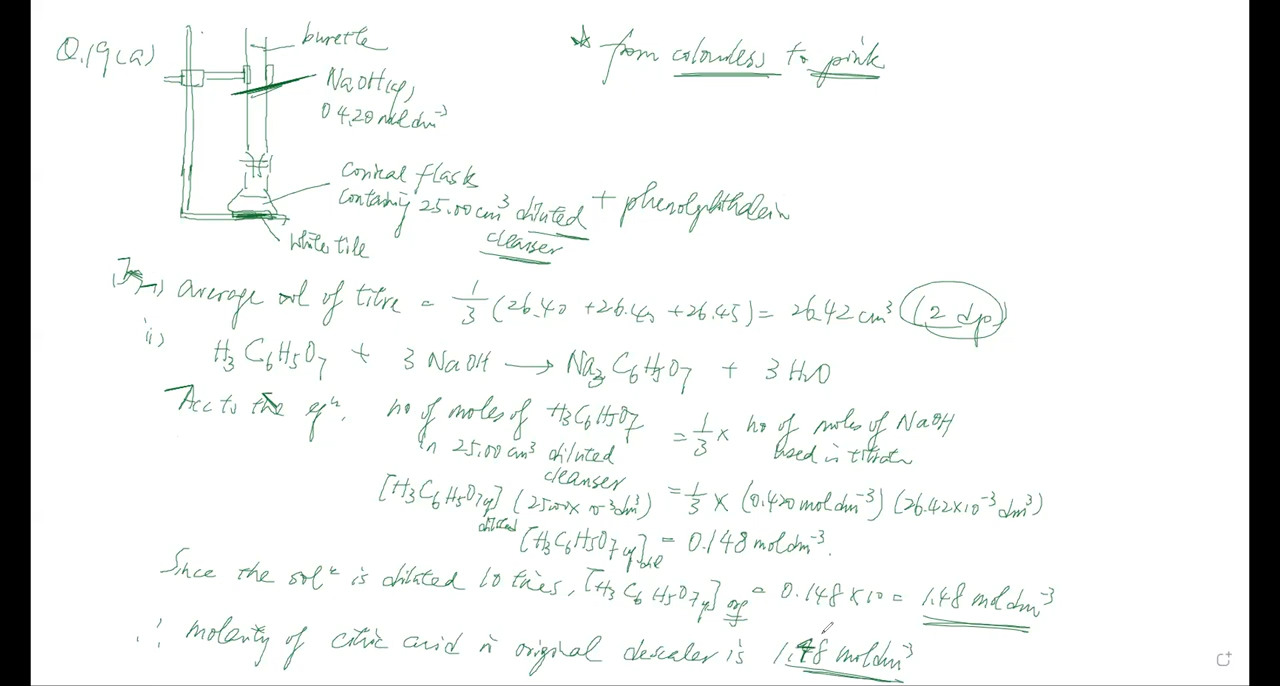 Q.19(a)
burette
NaOH(aq),
0.420 mol dm⁻³
conical flask
containing 25.00 cm³ diluted cleanser
+ phenolphthalein
white tile
* from colourless to pink
i) average vol of titre = 1/3 (26.40 + 26.40 + 26.45) = 26.42 cm³ (2 dp)
ii)
H₃C₆H₅O₇ + 3 NaOH → Na₃C₆H₅O₇ + 3 H₂O
Acc to the eqⁿ, no of moles of H₃C₆H₅O₇ in 25.00 cm³ diluted cleanser = 1/3 × no of moles of NaOH used in titration
[H₃C₆H₅O₇(aq)]diluted (25.00 × 10⁻³ dm³) = 1/3 × (0.420 mol dm⁻³) (26.42 × 10⁻³ dm³)
[H₃C₆H₅O₇(aq)]dil = 0.148 mol dm⁻³.
Since the solⁿ is diluted 10 times, [H₃C₆H₅O₇(aq)]org = 0.148 × 10 = 1.48 mol dm⁻³
∴ molarity of citric acid in original descaler is 1.48 mol dm⁻³